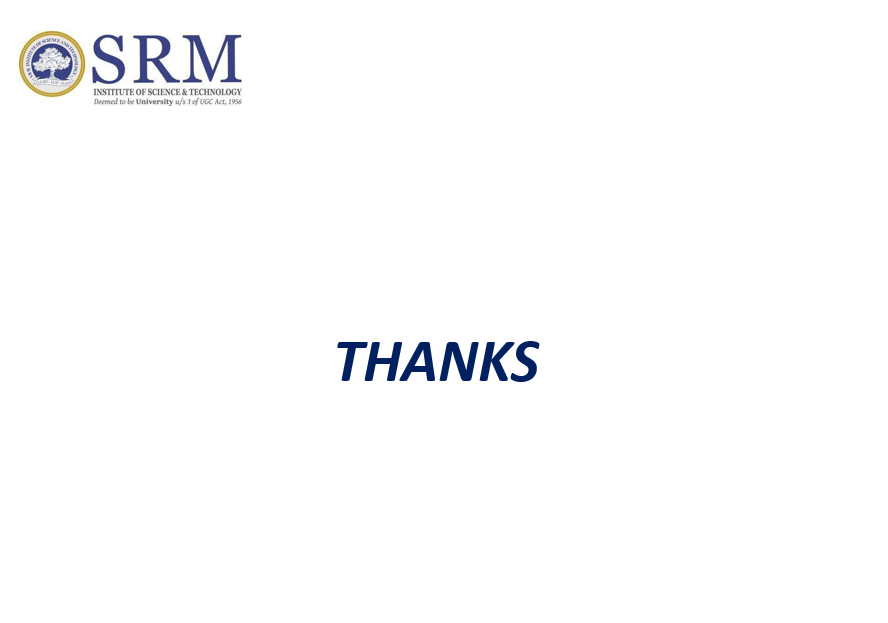 SRM
INSTITUTE OF SCIENCE & TECHNOLOGY
Deemed to be University u/s 3 of UGC Act, 1956
THANKS